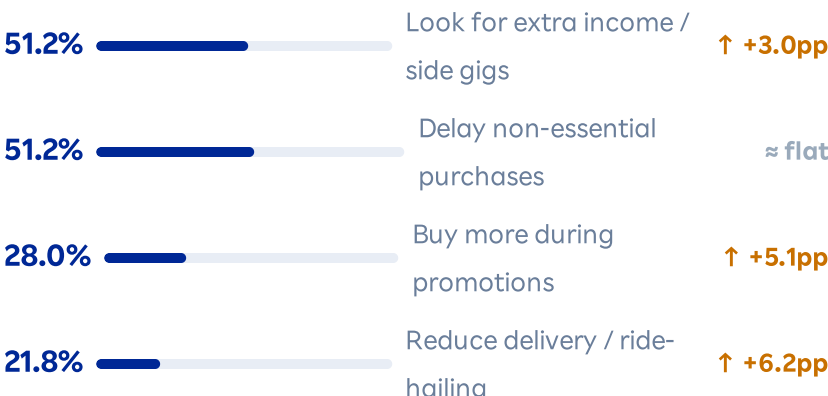 Look for extra income /
51.2% ↑ +3.0pp
side gigs
Delay non-essential
51.2% ≈ flat
purchases
Buy more during
28.0% ↑ +5.1pp
promotions
Reduce delivery / ride-
21.8% ↑ +6.2pp
hailing